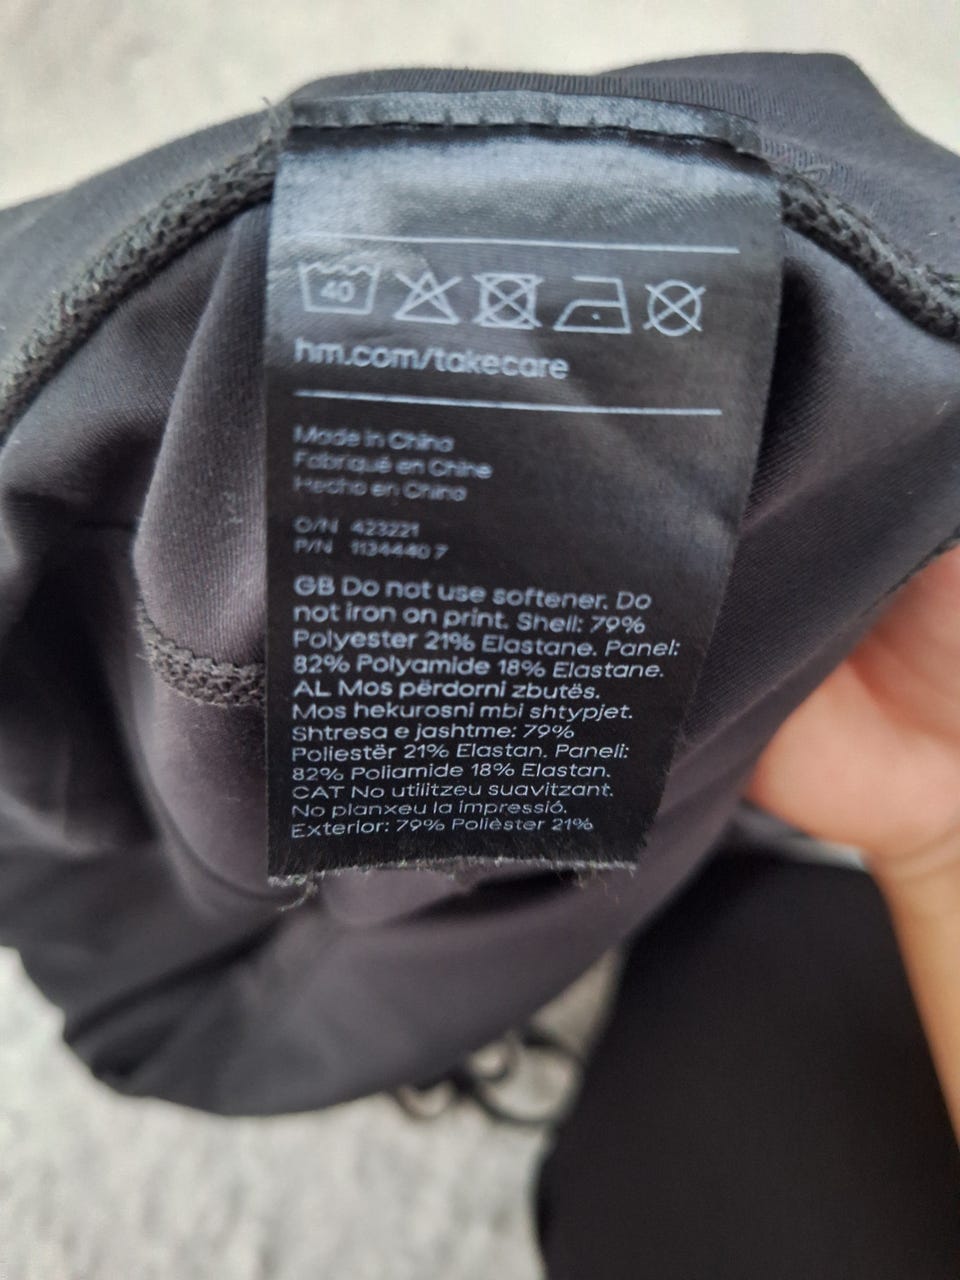 40
hm.com/takecare
Made in China
Fabriqué en Chine
Hecho en China
O/N 423221
P/N 1134440 7
GB Do not use softener. Do
not iron on print. Shell: 79%
Polyester 21% Elastane. Panel:
82% Polyamide 18% Elastane.
AL Mos përdorni zbutës.
Mos hekurosni mbi shtypjet.
Shtresa e jashtme: 79%
Poliestër 21% Elastan. Paneli:
82% Poliamide 18% Elastan.
CAT No utilitzeu suavitzant.
No planxeu la impressió.
Exterior: 79% Polièster 21%